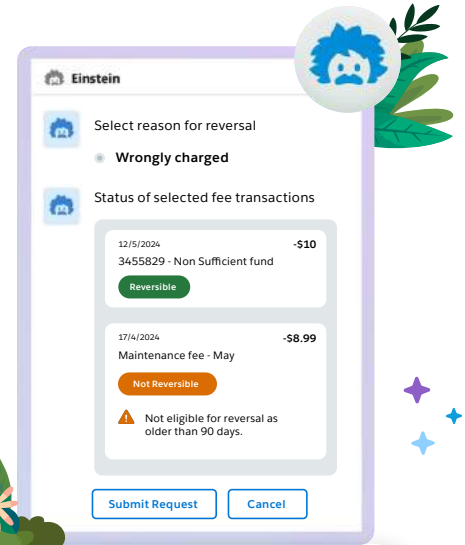 Einstein
Select reason for reversal
Wrongly charged
Status of selected fee transactions
12/5/2024 -$10
3455829 - Non Sufficient fund
Reversible
17/4/2024 -$8.99
Maintenance fee - May
Not Reversible
Not eligible for reversal as
older than 90 days.
Submit Request Cancel